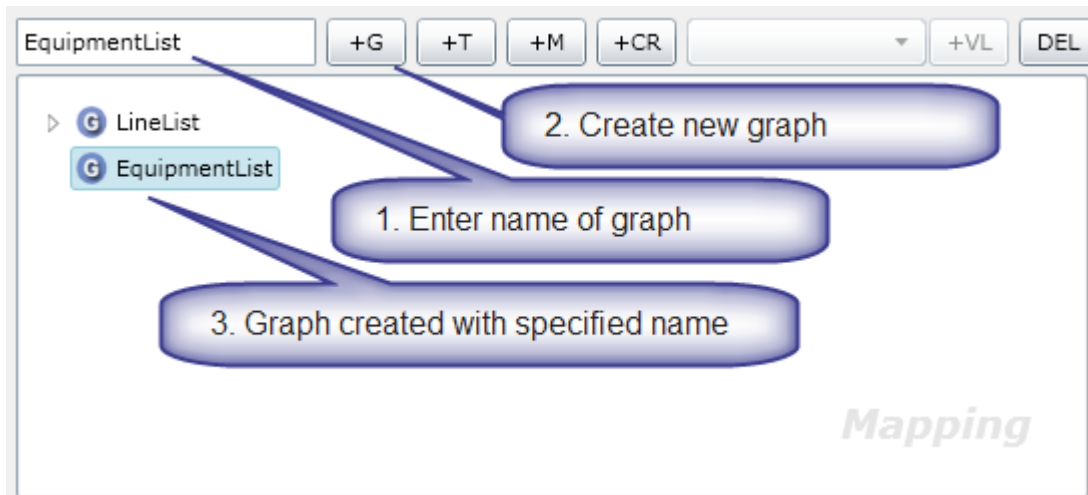 EquipmentList +G +T +M +CR +VL DEL
G LineList
G EquipmentList
2. Create new graph
1. Enter name of graph
3. Graph created with specified name
Mapping